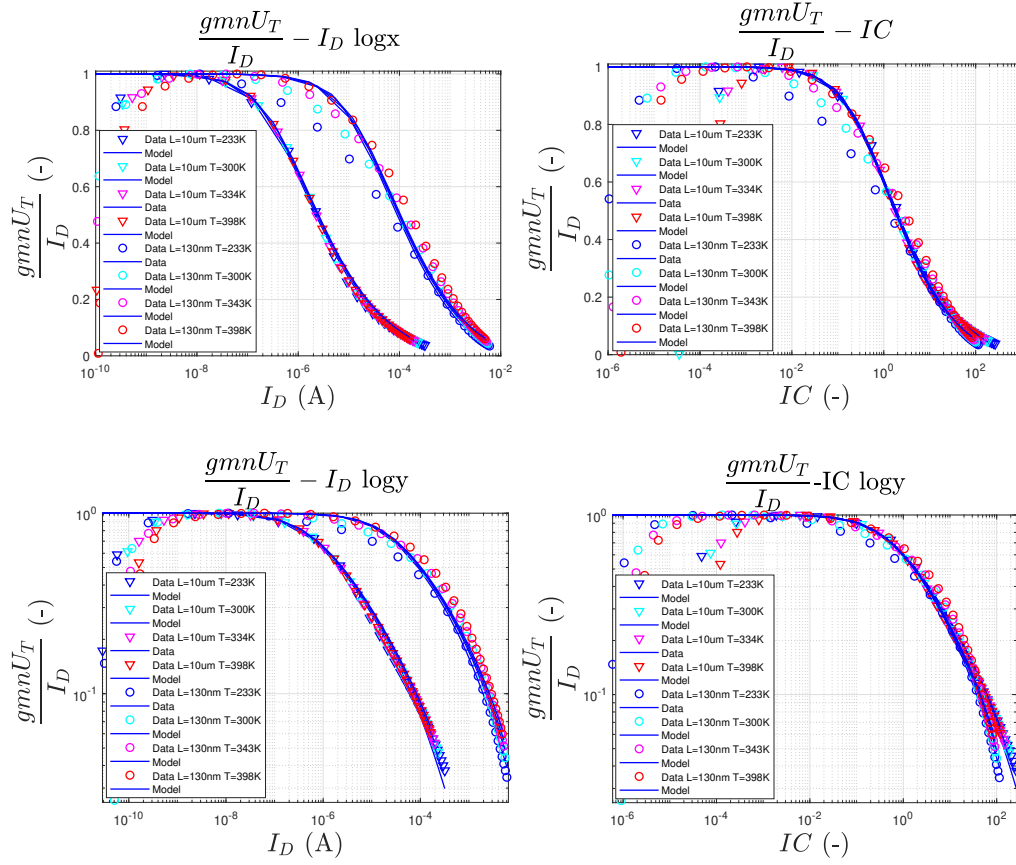 gmnU_T / I_D − I_D logx
gmnU_T / I_D (-)
1
0.8
0.6
0.4
0.2
0
Data L=10um T=233K
Model
Data L=10um T=300K
Model
Data L=10um T=334K
Data
Data L=10um T=398K
Model
Data L=130nm T=233K
Data
Data L=130nm T=300K
Model
Data L=130nm T=343K
Model
Data L=130nm T=398K
Model
10^-10
10^-8
10^-6
10^-4
10^-2
I_D (A)
gmnU_T / I_D − IC
gmnU_T / I_D (-)
1
0.8
0.6
0.4
0.2
0
Data L=10um T=233K
Model
Data L=10um T=300K
Model
Data L=10um T=334K
Data
Data L=10um T=398K
Model
Data L=130nm T=233K
Data
Data L=130nm T=300K
Model
Data L=130nm T=343K
Model
Data L=130nm T=398K
Model
10^-6
10^-4
10^-2
10^0
10^2
IC (-)
gmnU_T / I_D − I_D logy
gmnU_T / I_D (-)
10^0
10^-1
Data L=10um T=233K
Model
Data L=10um T=300K
Model
Data L=10um T=334K
Data
Data L=10um T=398K
Model
Data L=130nm T=233K
Data
Data L=130nm T=300K
Model
Data L=130nm T=343K
Model
Data L=130nm T=398K
Model
10^-10
10^-8
10^-6
10^-4
I_D (A)
gmnU_T / I_D -IC logy
gmnU_T / I_D (-)
10^0
10^-1
Data L=10um T=233K
Model
Data L=10um T=300K
Model
Data L=10um T=334K
Data
Data L=10um T=398K
Model
Data L=130nm T=233K
Data
Data L=130nm T=300K
Model
Data L=130nm T=343K
Model
Data L=130nm T=398K
Model
10^-6
10^-4
10^-2
10^0
10^2
IC (-)